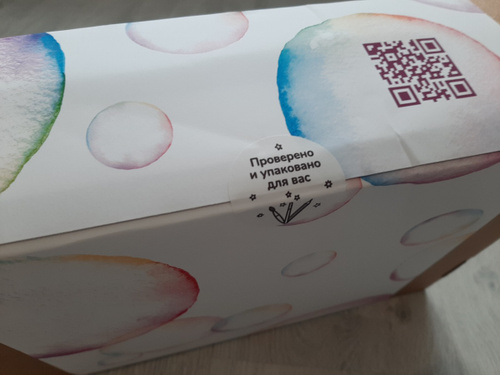 Проверено
и упаковано
для вас